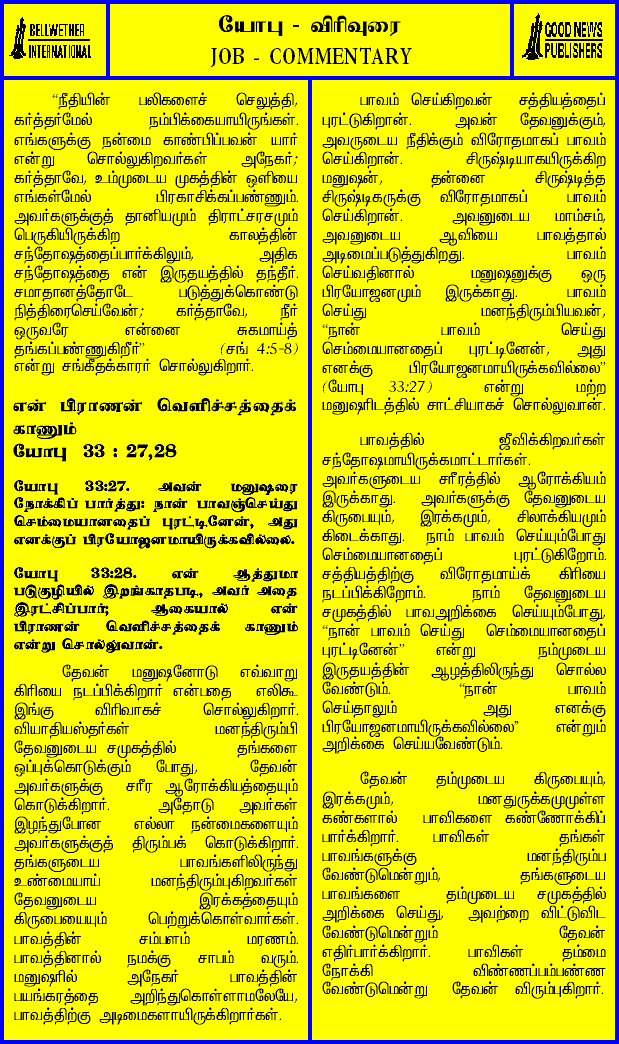 BELLWETHER
INTERNATIONAL
யோபு - விரிவுரை
JOB - COMMENTARY
GOOD NEWS
PUBLISHERS
“நீதியின் பலிகளைச் செலுத்தி,
கர்த்தர்மேல் நம்பிக்கையாயிருங்கள்.
எங்களுக்கு நன்மை காண்பிப்பவன் யார்
என்று சொல்லுகிறவர்கள் அநேகர்;
கர்த்தாவே, உம்முடைய முகத்தின் ஒளியை
எங்கள்மேல் பிரகாசிக்கப்பண்ணும்.
அவர்களுக்குத் தானியமும் திராட்சரசமும்
பெருகியிருக்கிற காலத்தின்
சந்தோஷத்தைப்பார்க்கிலும், அதிக
சந்தோஷத்தை என் இருதயத்தில் தந்தீர்.
சமாதானத்தோடே படுத்துக்கொண்டு
நித்திரைசெய்வேன்; கர்த்தாவே, நீர்
ஒருவரே என்னை சுகமாய்த்
தங்கப்பண்ணுகிறீர்” (சங் 4:5-8)
என்று சங்கீதக்காரர் சொல்லுகிறார்.
என் பிராணன் வெளிச்சத்தைக்
காணும்
யோபு 33 : 27,28
யோபு 33:27. அவன் மனுஷரை
நோக்கிப் பார்த்து: நான் பாவஞ்செய்து
செம்மையானதைப் புரட்டினேன், அது
எனக்குப் பிரயோஜனமாயிருக்கவில்லை.
யோபு 33:28. என் ஆத்துமா
படுகுழியில் இறங்காதபடி, அவர் அதை
இரட்சிப்பார்; ஆகையால் என்
பிராணன் வெளிச்சத்தைக் காணும்
என்று சொல்லுவான்.
தேவன் மனுஷனோடு எவ்வாறு
கிரியை நடப்பிக்கிறார் என்பதை எலிகூ
இங்கு விரிவாகச் சொல்லுகிறார்.
வியாதியஸ்தர்கள் மனந்திரும்பி
தேவனுடைய சமுகத்தில் தங்களை
ஒப்புக்கொடுக்கும் போது, தேவன்
அவர்களுக்கு சரீர ஆரோக்கியத்தையும்
கொடுக்கிறார். அதோடு அவர்கள்
இழந்துபோன எல்லா நன்மைகளையும்
அவர்களுக்குத் திரும்பக் கொடுக்கிறார்.
தங்களுடைய பாவங்களிலிருந்து
உண்மையாய் மனந்திரும்புகிறவர்கள்
தேவனுடைய இரக்கத்தையும்
கிருபையையும் பெற்றுக்கொள்வார்கள்.
பாவத்தின் சம்பளம் மரணம்.
பாவத்தினால் நமக்கு சாபம் வரும்.
மனுஷரில் அநேகர் பாவத்தின்
பயங்கரத்தை அறிந்துகொள்ளாமலேயே,
பாவத்திற்கு அடிமைகளாயிருக்கிறார்கள்.
பாவம் செய்கிறவன் சத்தியத்தைப்
புரட்டுகிறான். அவன் தேவனுக்கும்,
அவருடைய நீதிக்கும் விரோதமாகப் பாவம்
செய்கிறான். சிருஷ்டியாகயிருக்கிற
மனுஷன், தன்னை சிருஷ்டித்த
சிருஷ்டிகருக்கு விரோதமாகப் பாவம்
செய்கிறான். அவனுடைய மாம்சம்,
அவனுடைய ஆவியை பாவத்தால்
அடிமைப்படுத்துகிறது. பாவம்
செய்வதினால் மனுஷனுக்கு ஒரு
பிரயோஜனமும் இருக்காது. பாவம்
செய்து மனந்திரும்பியவன்,
“நான் பாவம் செய்து
செம்மையானதைப் புரட்டினேன், அது
எனக்கு பிரயோஜனமாயிருக்கவில்லை”
(யோபு 33:27) என்று மற்ற
மனுஷரிடத்தில் சாட்சியாகச் சொல்லுவான்.
பாவத்தில் ஜீவிக்கிறவர்கள்
சந்தோஷமாயிருக்கமாட்டார்கள்.
அவர்களுடைய சரீரத்தில் ஆரோக்கியம்
இருக்காது. அவர்களுக்கு தேவனுடைய
கிருபையும், இரக்கமும், சிலாக்கியமும்
கிடைக்காது. நாம் பாவம் செய்யும்போது
செம்மையானதைப் புரட்டுகிறோம்.
சத்தியத்திற்கு விரோதமாய்க் கிரியை
நடப்பிக்கிறோம். நாம் தேவனுடைய
சமுகத்தில் பாவஅறிக்கை செய்யும்போது,
“நான் பாவம் செய்து செம்மையானதைப்
புரட்டினேன்” என்று நம்முடைய
இருதயத்தின் ஆழத்திலிருந்து சொல்ல
வேண்டும். “நான் பாவம்
செய்தாலும் அது எனக்கு
பிரயோஜனமாயிருக்கவில்லை” என்றும்
அறிக்கை செய்யவேண்டும்.
தேவன் தம்முடைய கிருபையும்,
இரக்கமும், மனதுருக்கமுமுள்ள
கண்களால் பாவிகளை கண்ணோக்கிப்
பார்க்கிறார். பாவிகள் தங்கள்
பாவங்களுக்கு மனந்திரும்ப
வேண்டுமென்றும், தங்களுடைய
பாவங்களை தம்முடைய சமுகத்தில்
அறிக்கை செய்து, அவற்றை விட்டுவிட
வேண்டுமென்றும் தேவன்
எதிர்பார்க்கிறார். பாவிகள் தம்மை
நோக்கி விண்ணப்பம்பண்ண
வேண்டுமென்று தேவன் விரும்புகிறார்.